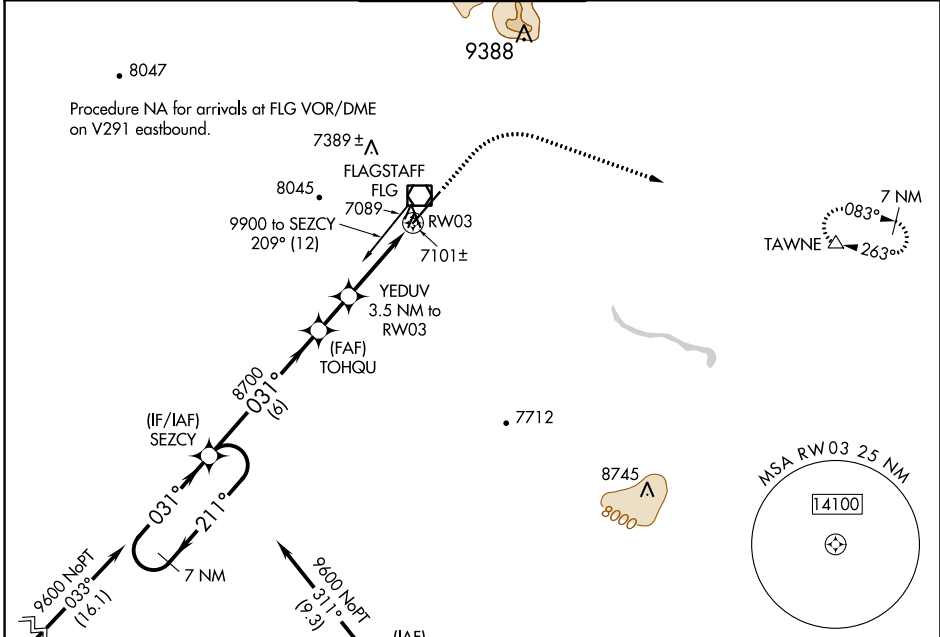 9388
8047
Procedure NA for arrivals at FLG VOR/DME
on V291 eastbound.
7389 ±
FLAGSTAFF
FLG
8045
7089
9900 to SEZCY
209° (12)
RW03
7101±
7 NM
083°
TAWNE
263°
YEDUV
3.5 NM to
RW03
(FAF)
TOHQU
8700
031°
(6)
(IF/IAF)
SEZCY
7712
031°
211°
7 NM
8745
8000
MSA RW03 25 NM
14100
9600 NoPT
033°
(16.1)
9600 NoPT
311°
(9.3)
(IAF)